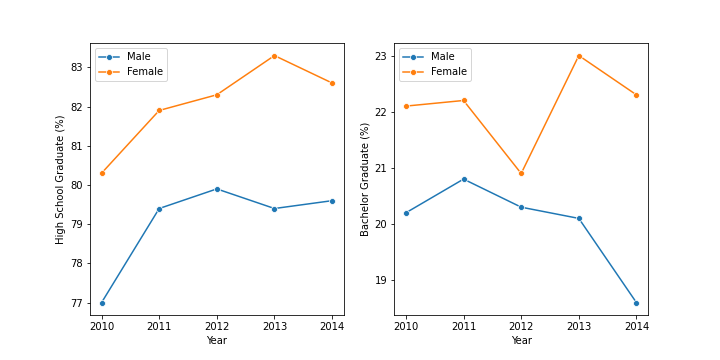 Male
Female
High School Graduate (%)
83
82
81
80
79
78
77
2010 2011 2012 2013 2014
Year
Male
Female
Bachelor Graduate (%)
23
22
21
20
19
2010 2011 2012 2013 2014
Year